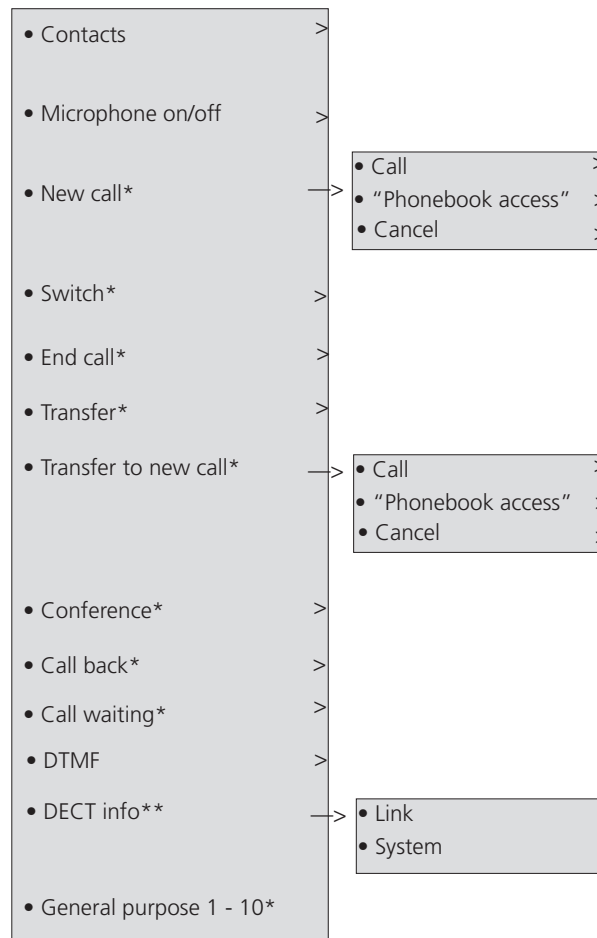 • Contacts >
• Microphone on/off >
• New call* >
• Call >
• “Phonebook access” >
• Cancel >
• Switch* >
• End call* >
• Transfer* >
• Transfer to new call* >
• Call >
• “Phonebook access” >
• Cancel >
• Conference* >
• Call back* >
• Call waiting* >
• DTMF >
• DECT info** >
• Link
• System
• General purpose 1 - 10*